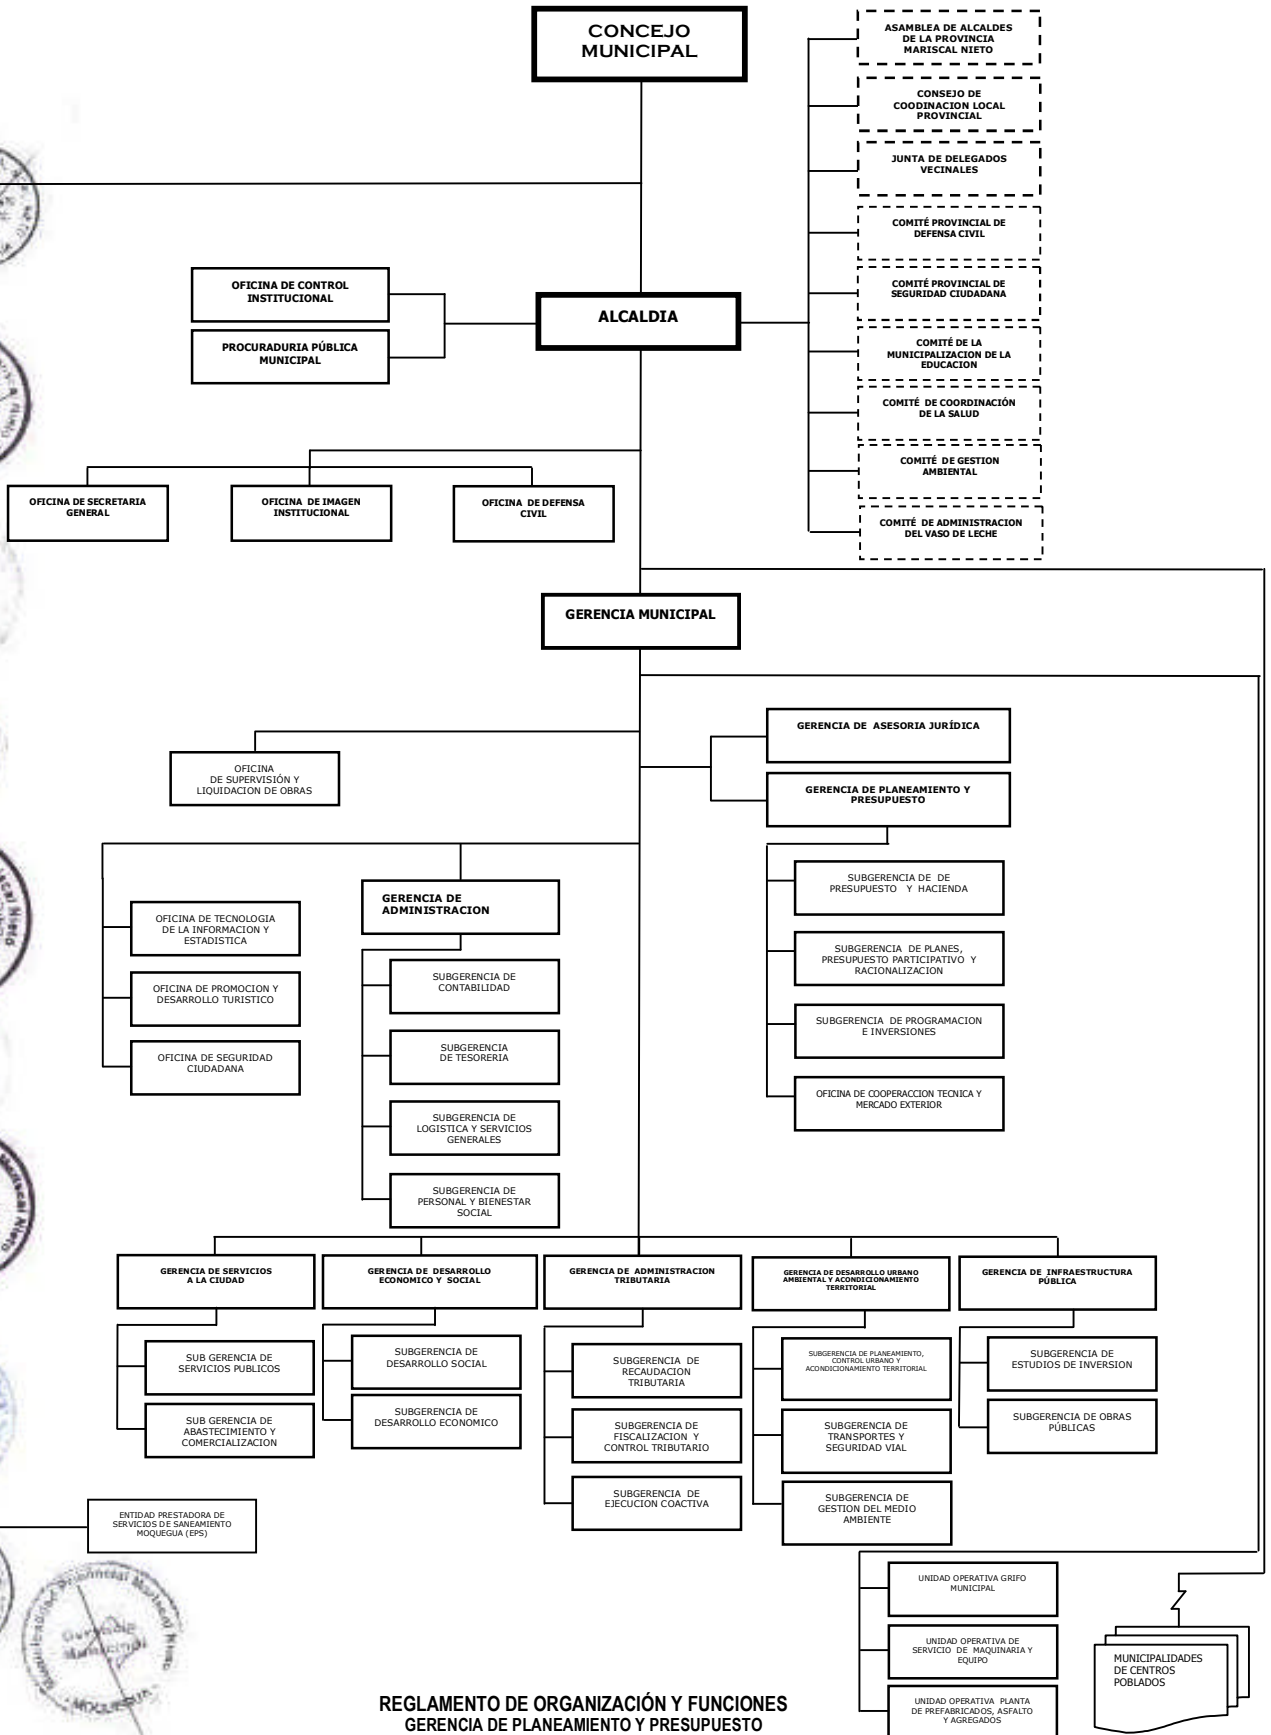 CONCEJO
MUNICIPAL
ASAMBLEA DE ALCALDES
DE LA PROVINCIA
MARISCAL NIETO
CONSEJO DE
COODINACION LOCAL
PROVINCIAL
JUNTA DE DELEGADOS
VECINALES
COMITÉ PROVINCIAL DE
DEFENSA CIVIL
COMITÉ PROVINCIAL DE
SEGURIDAD CIUDADANA
COMITÉ DE LA
MUNICIPALIZACION DE LA
EDUCACION
COMITÉ DE COORDINACIÓN
DE LA SALUD
COMITÉ DE GESTION
AMBIENTAL
COMITÉ DE ADMINISTRACION
DEL VASO DE LECHE
OFICINA DE CONTROL
INSTITUCIONAL
PROCURADURIA PÚBLICA
MUNICIPAL
ALCALDIA
OFICINA DE SECRETARIA
GENERAL
OFICINA DE IMAGEN
INSTITUCIONAL
OFICINA DE DEFENSA
CIVIL
GERENCIA MUNICIPAL
GERENCIA DE ASESORIA JURÍDICA
OFICINA
DE SUPERVISIÓN Y
LIQUIDACION DE OBRAS
GERENCIA DE PLANEAMIENTO Y
PRESUPUESTO
SUBGERENCIA DE DE
PRESUPUESTO Y HACIENDA
SUBGERENCIA DE PLANES,
PRESUPUESTO PARTICIPATIVO Y
RACIONALIZACION
SUBGERENCIA DE PROGRAMACION
E INVERSIONES
OFICINA DE COOPERACCION TECNICA Y
MERCADO EXTERIOR
GERENCIA DE
ADMINISTRACION
OFICINA DE TECNOLOGIA
DE LA INFORMACION Y
ESTADISTICA
OFICINA DE PROMOCION Y
DESARROLLO TURISTICO
OFICINA DE SEGURIDAD
CIUDADANA
SUBGERENCIA DE
CONTABILIDAD
SUBGERENCIA
DE TESORERIA
SUBGERENCIA DE
LOGISTICA Y SERVICIOS
GENERALES
SUBGERENCIA DE
PERSONAL Y BIENESTAR
SOCIAL
GERENCIA DE SERVICIOS
A LA CIUDAD
GERENCIA DE DESARROLLO
ECONOMICO Y SOCIAL
GERENCIA DE ADMINISTRACION
TRIBUTARIA
GERENCIA DE DESARROLLO URBANO
AMBIENTAL Y ACONDICIONAMIENTO
TERRITORIAL
GERENCIA DE INFRAESTRUCTURA
PÚBLICA
SUB GERENCIA DE
SERVICIOS PUBLICOS
SUB GERENCIA DE
ABASTECIMIENTO Y
COMERCIALIZACION
SUBGERENCIA DE
DESARROLLO SOCIAL
SUBGERENCIA DE
DESARROLLO ECONOMICO
SUBGERENCIA DE
RECAUDACION
TRIBUTARIA
SUBGERENCIA DE
FISCALIZACION Y
CONTROL TRIBUTARIO
SUBGERENCIA DE
EJECUCION COACTIVA
SUBGERENCIA DE PLANEAMIENTO,
CONTROL URBANO Y
ACONDICIONAMIENTO TERRITORIAL
SUBGERENCIA DE
TRANSPORTES Y
SEGURIDAD VIAL
SUBGERENCIA DE
GESTION DEL MEDIO
AMBIENTE
SUBGERENCIA DE
ESTUDIOS DE INVERSION
SUBGERENCIA DE OBRAS
PÚBLICAS
ENTIDAD PRESTADORA DE
SERVICIOS DE SANEAMIENTO
MOQUEGUA (EPS)
UNIDAD OPERATIVA GRIFO
MUNICIPAL
UNIDAD OPERATIVA DE
SERVICIO DE MAQUINARIA Y
EQUIPO
UNIDAD OPERATIVA PLANTA
DE PREFABRICADOS, ASFALTO
Y AGREGADOS
MUNICIPALIDADES
DE CENTROS
POBLADOS
Municipalidad Provincial Mariscal Nieto
Gerencia
Municipal
MOQUEGUA
REGLAMENTO DE ORGANIZACIÓN Y FUNCIONES
GERENCIA DE PLANEAMIENTO Y PRESUPUESTO